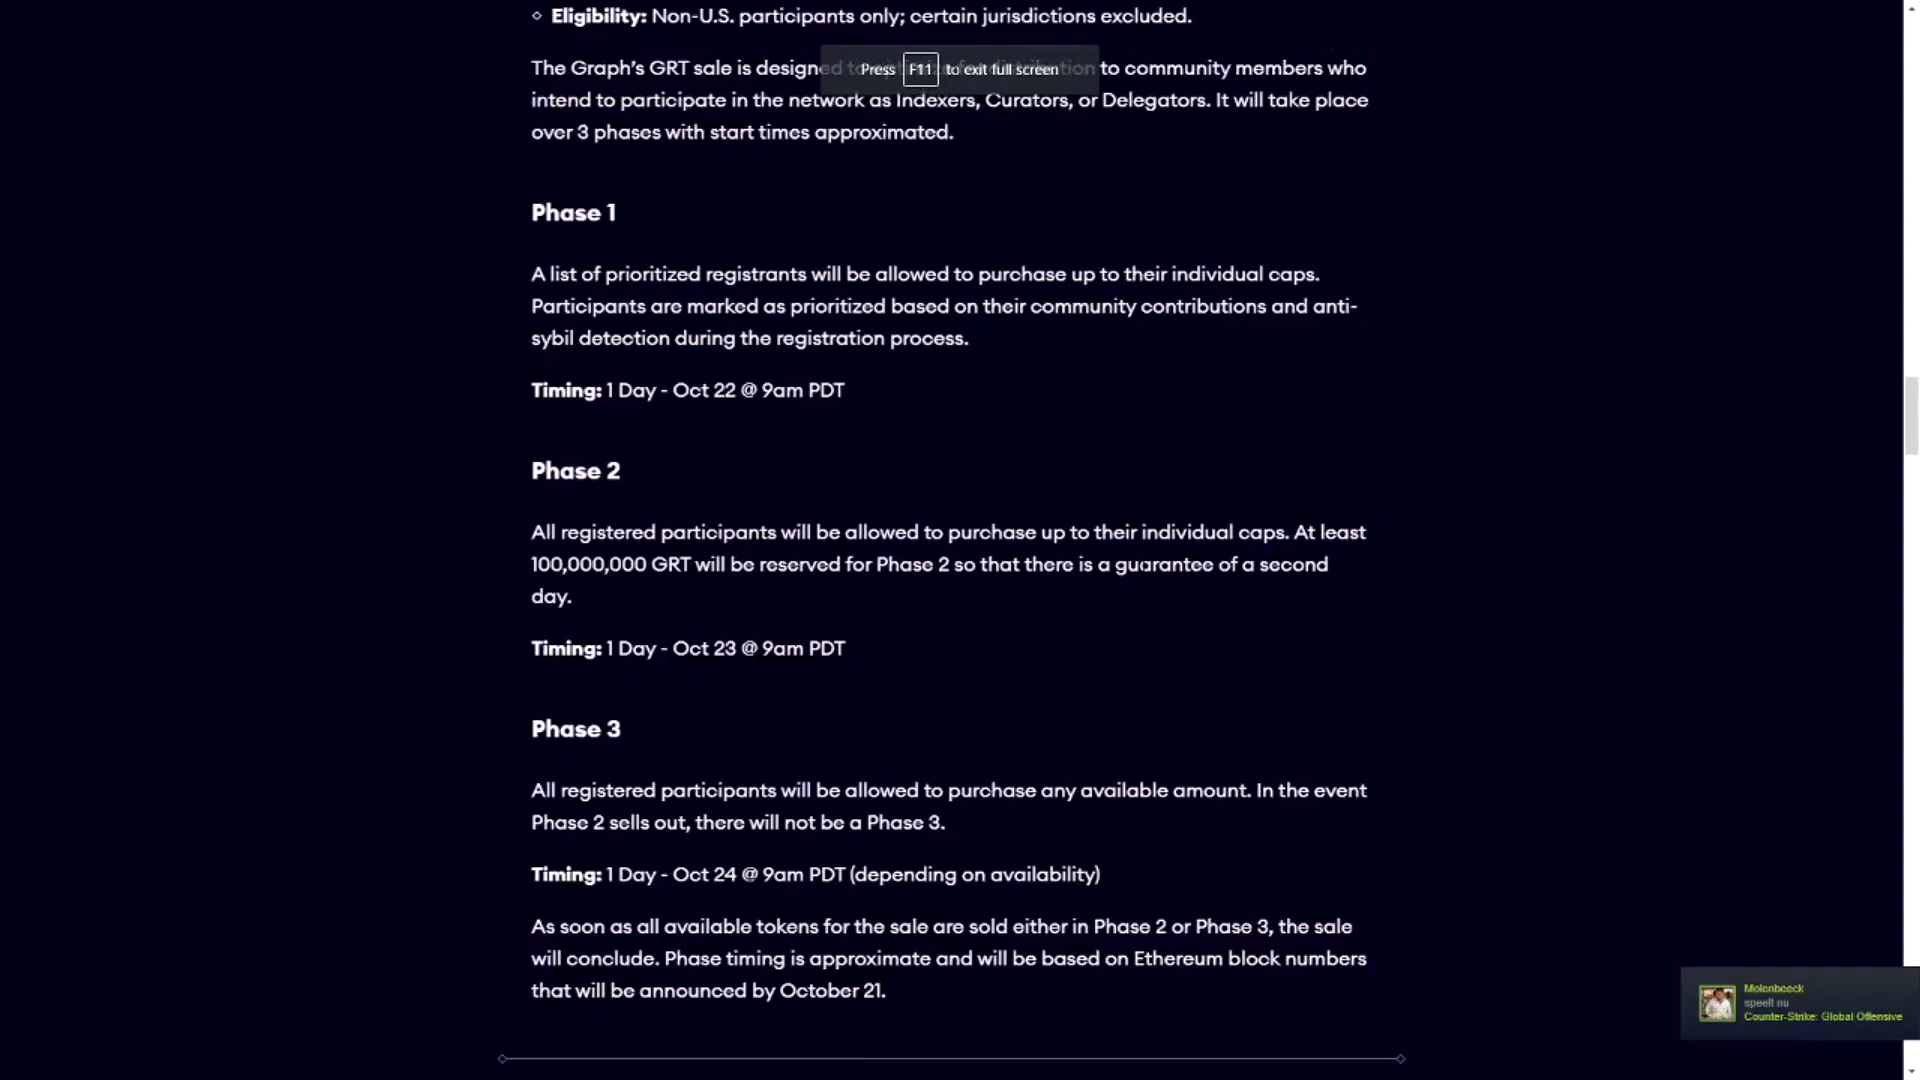 Eligibility: Non-U.S. participants only; certain jurisdictions excluded.
The Graph's GRT sale is designed to optimize for distribution to community members who
Press F11 to exit full screen
intend to participate in the network as Indexers, Curators, or Delegators. It will take place
over 3 phases with start times approximated.
Phase 1
A list of prioritized registrants will be allowed to purchase up to their individual caps.
Participants are marked as prioritized based on their community contributions and anti-
sybil detection during the registration process.
Timing: 1 Day - Oct 22 @ 9am PDT
Phase 2
All registered participants will be allowed to purchase up to their individual caps. At least
100,000,000 GRT will be reserved for Phase 2 so that there is a guarantee of a second
day.
Timing: 1 Day - Oct 23 @ 9am PDT
Phase 3
All registered participants will be allowed to purchase any available amount. In the event
Phase 2 sells out, there will not be a Phase 3.
Timing: 1 Day - Oct 24 @ 9am PDT (depending on availability)
As soon as all available tokens for the sale are sold either in Phase 2 or Phase 3, the sale
will conclude. Phase timing is approximate and will be based on Ethereum block numbers
that will be announced by October 21.
Molenbeeck
speelt nu
Counter-Strike: Global Offensive